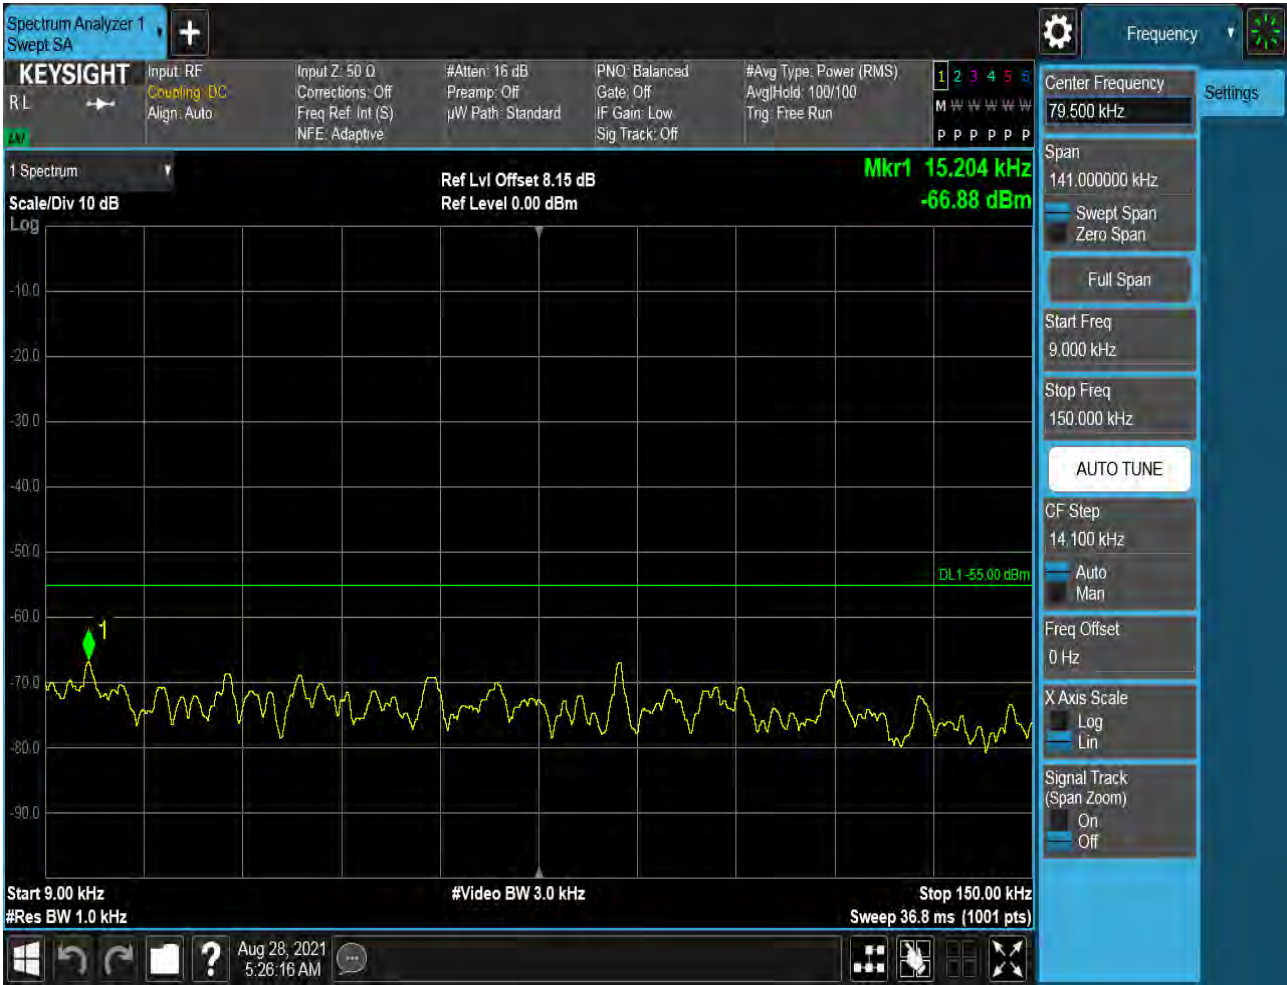 Spectrum Analyzer 1
Swept SA
Frequency
KEYSIGHT
R L
Input: RF
Coupling: DC
Align: Auto
Input Z: 50 Ω
Corrections: Off
Freq Ref: Int (S)
NFE: Adaptive
#Atten: 16 dB
Preamp: Off
µW Path: Standard
PNO: Balanced
Gate: Off
IF Gain: Low
Sig Track: Off
#Avg Type: Power (RMS)
Avg|Hold: 100/100
Trig: Free Run
1 2 3 4 5 6
M W W W W W
P P P P P P
1 Spectrum
Scale/Div 10 dB
Log
Ref Lvl Offset 8.15 dB
Ref Level 0.00 dBm
Mkr1 15.204 kHz
-66.88 dBm
-10.0
-20.0
-30.0
-40.0
-50.0
DL1 -55.00 dBm
-60.0
1
-70.0
-80.0
-90.0
Start 9.00 kHz
#Video BW 3.0 kHz
Stop 150.00 kHz
#Res BW 1.0 kHz
Sweep 36.8 ms (1001 pts)
Aug 28, 2021
5:26:16 AM
Center Frequency
79.500 kHz
Settings
Span
141.000000 kHz
Swept Span
Zero Span
Full Span
Start Freq
9.000 kHz
Stop Freq
150.000 kHz
AUTO TUNE
CF Step
14.100 kHz
Auto
Man
Freq Offset
0 Hz
X Axis Scale
Log
Lin
Signal Track
(Span Zoom)
On
Off